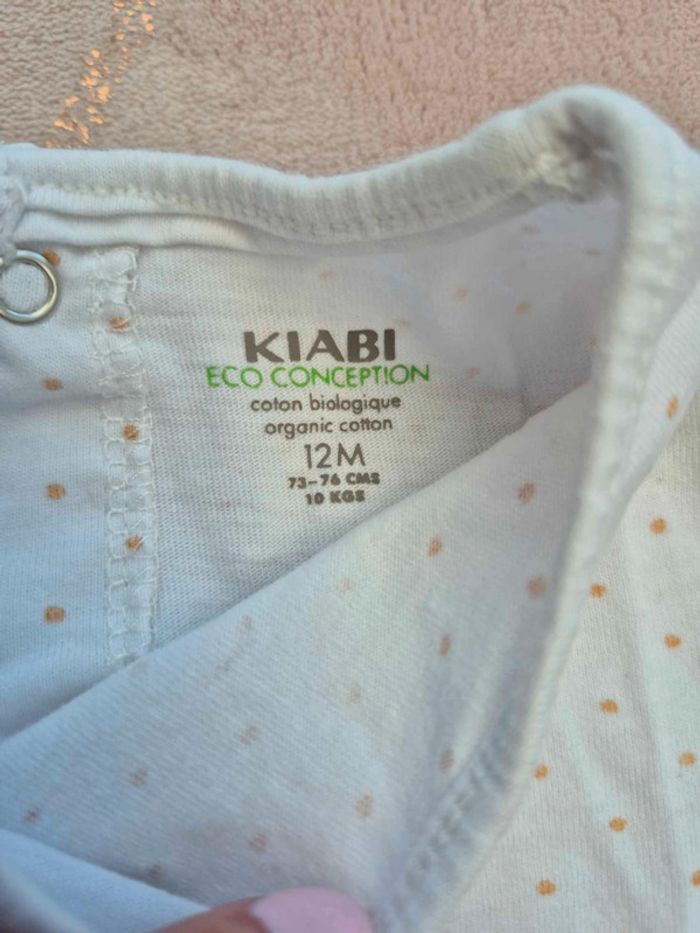 KIABI
ECO CONCEPTION
coton biologique
organic cotton
12M
73-76 CMS
10 KGS